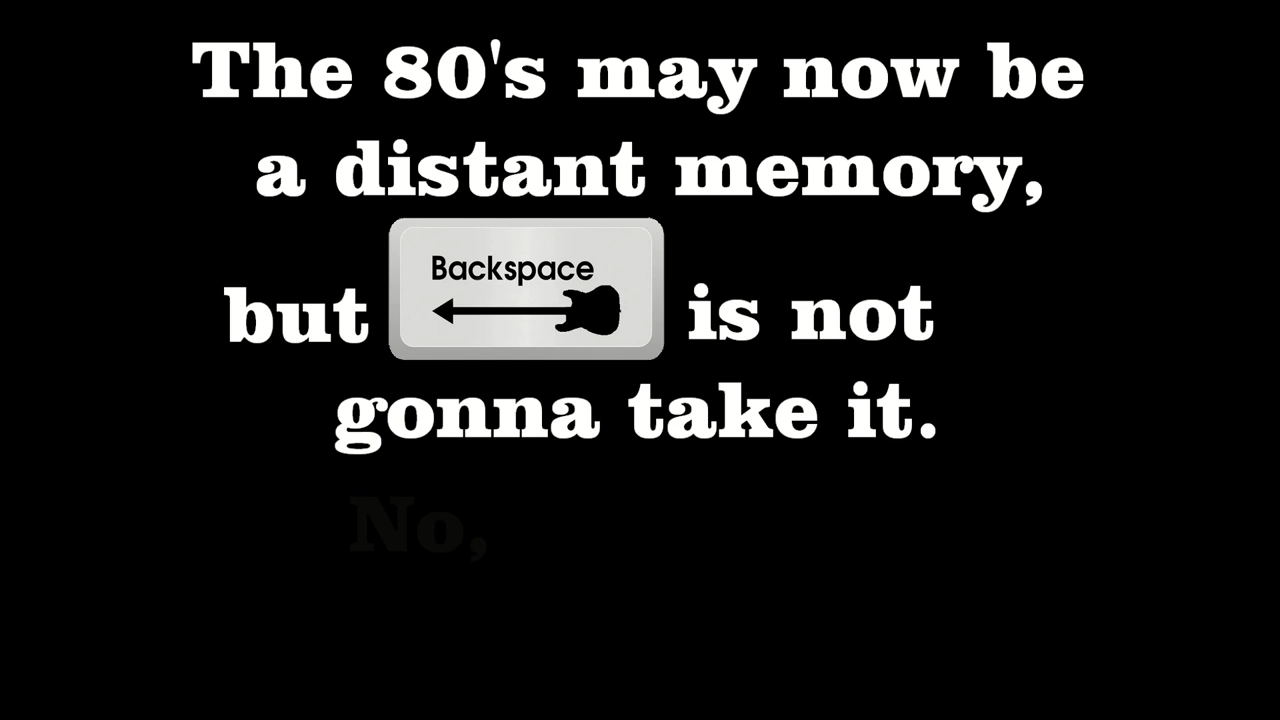 The 80's may now be
a distant memory,
but Backspace is not
gonna take it.
No,